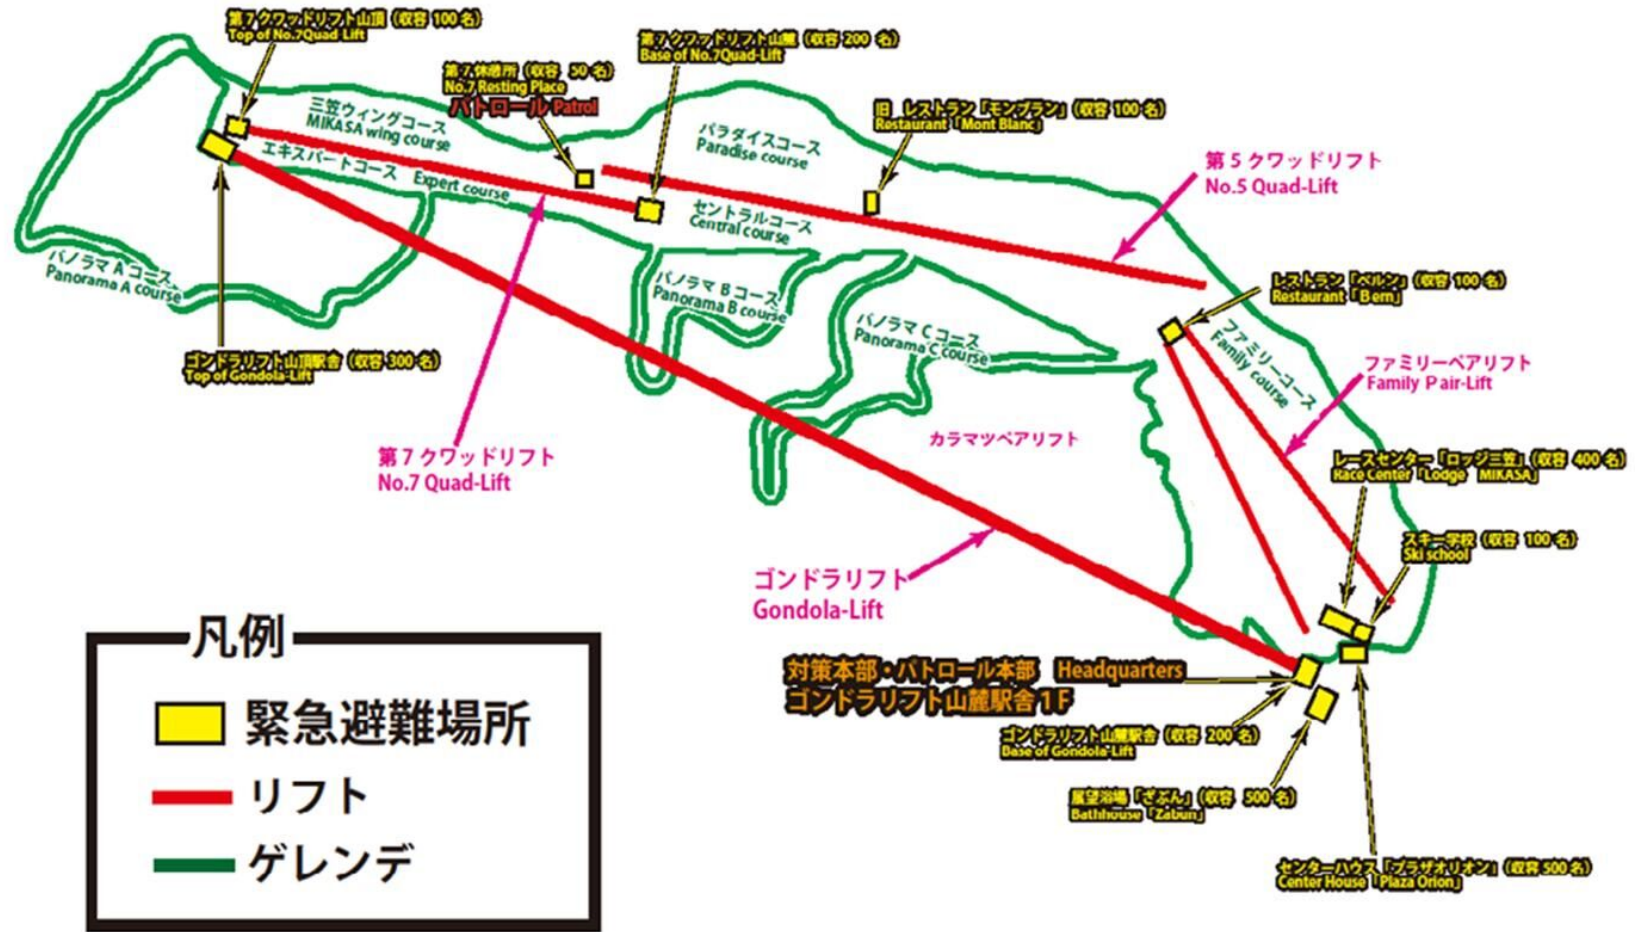 第7クワッドリフト山頂（収容 100名）
Top of No.7Quad-Lift
第7クワッドリフト山麓（収容 200 名）
Base of No.7Quad-Lift
第7休憩所（収容 50 名）
No.7 Resting Place
パトロール Patrol
旧 レストラン「モンブラン」（収容 100 名）
Restaurant「Mont Blanc」
三笠ウィングコース
MIKASA wing course
エキスパートコース Expert course
パラダイスコース
Paradise course
セントラルコース
Central course
第5クワッドリフト
No.5 Quad-Lift
パノラマAコース
Panorama A course
パノラマBコース
Panorama B course
パノラマCコース
Panorama C course
レストラン「ベルン」（収容 100 名）
Restaurant「Bern」
ファミリーコース
Family course
ファミリーペアリフト
Family Pair-Lift
ゴンドラリフト山頂駅舎（収容 300 名）
Top of Gondola-Lift
第7クワッドリフト
No.7 Quad-Lift
カラマツペアリフト
レースセンター「ロッジ三笠」（収容 400 名）
Race Center「Lodge MIKASA」
スキー学校（収容 100 名）
Ski school
ゴンドラリフト
Gondola-Lift
対策本部・パトロール本部 Headquarters
ゴンドラリフト山麓駅舎1F
ゴンドラリフト山麓駅舎（収容 200 名）
Base of Gondola-Lift
展望浴場「ざぶん」（収容 500 名）
Bathhouse「Zabun」
センターハウス「プラザオリオン」（収容 500 名）
Center House「Plaza Orion」
凡例
緊急避難場所
リフト
ゲレンデ